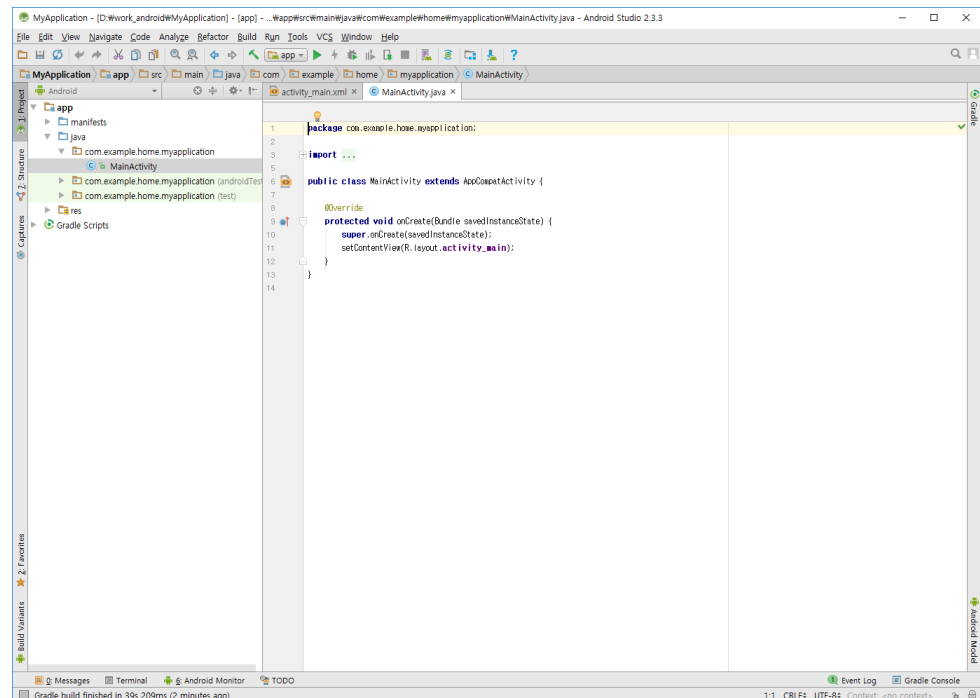 MyApplication - [D:₩work_android₩MyApplication] - [app] - ...₩app₩src₩main₩java₩com₩example₩home₩myapplication₩MainActivity.java - Android Studio 2.3.3
File Edit View Navigate Code Analyze Refactor Build Run Tools VCS Window Help
app
MyApplication app src main java com example home myapplication MainActivity
1: Project
Android
activity_main.xml × MainActivity.java ×
Gradle
app
manifests
java
com.example.home.myapplication
MainActivity
com.example.home.myapplication (androidTest
com.example.home.myapplication (test)
res
Gradle Scripts
Z: Structure
Captures
2: Favorites
Build Variants
1 package com.example.home.myapplication;
2
3 import ...
5
6 public class MainActivity extends AppCompatActivity {
7
8 @Override
9 protected void onCreate(Bundle savedInstanceState) {
10 super.onCreate(savedInstanceState);
11 setContentView(R.layout.activity_main);
12 }
13 }
14
Android Model
0: Messages Terminal 6: Android Monitor TODO 1 Event Log Gradle Console
Gradle build finished in 39s 209ms (2 minutes ago) 1:1 CRLF÷ UTF-8÷ Context: <no context>